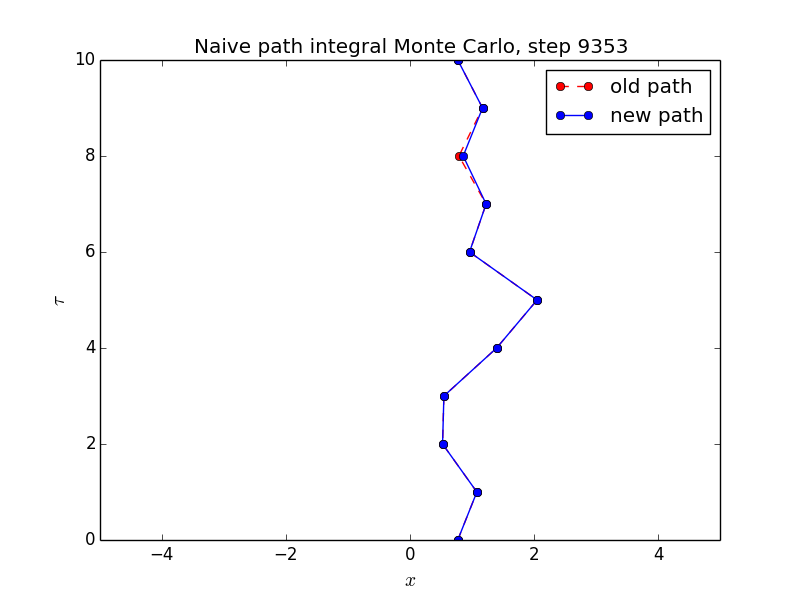 Naive path integral Monte Carlo, step 9353
10
old path
new path
8
6
τ
4
2
0
−4
−2
0
2
4
x